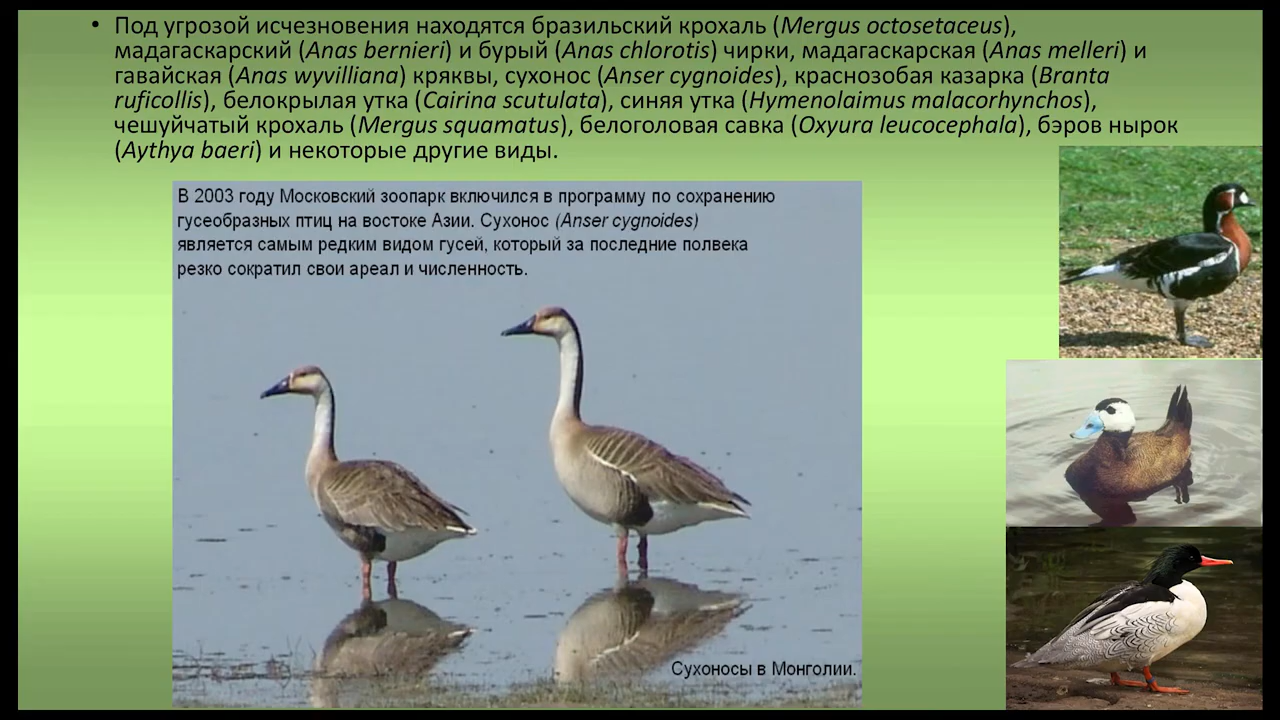 • Под угрозой исчезновения находятся бразильский крохаль (Mergus octosetaceus),
мадагаскарский (Anas bernieri) и бурый (Anas chlorotis) чирки, мадагаскарская (Anas melleri) и
гавайская (Anas wyvilliana) кряквы, сухонос (Anser cygnoides), краснозобая казарка (Branta
ruficollis), белокрылая утка (Cairina scutulata), синяя утка (Hymenolaimus malacorhynchos),
чешуйчатый крохаль (Mergus squamatus), белоголовая савка (Oxyura leucocephala), бэров нырок
(Aythya baeri) и некоторые другие виды.
В 2003 году Московский зоопарк включился в программу по сохранению
гусеобразных птиц на востоке Азии. Сухонос (Anser cygnoides)
является самым редким видом гусей, который за последние полвека
резко сократил свои ареал и численность.
Сухоносы в Монголии.